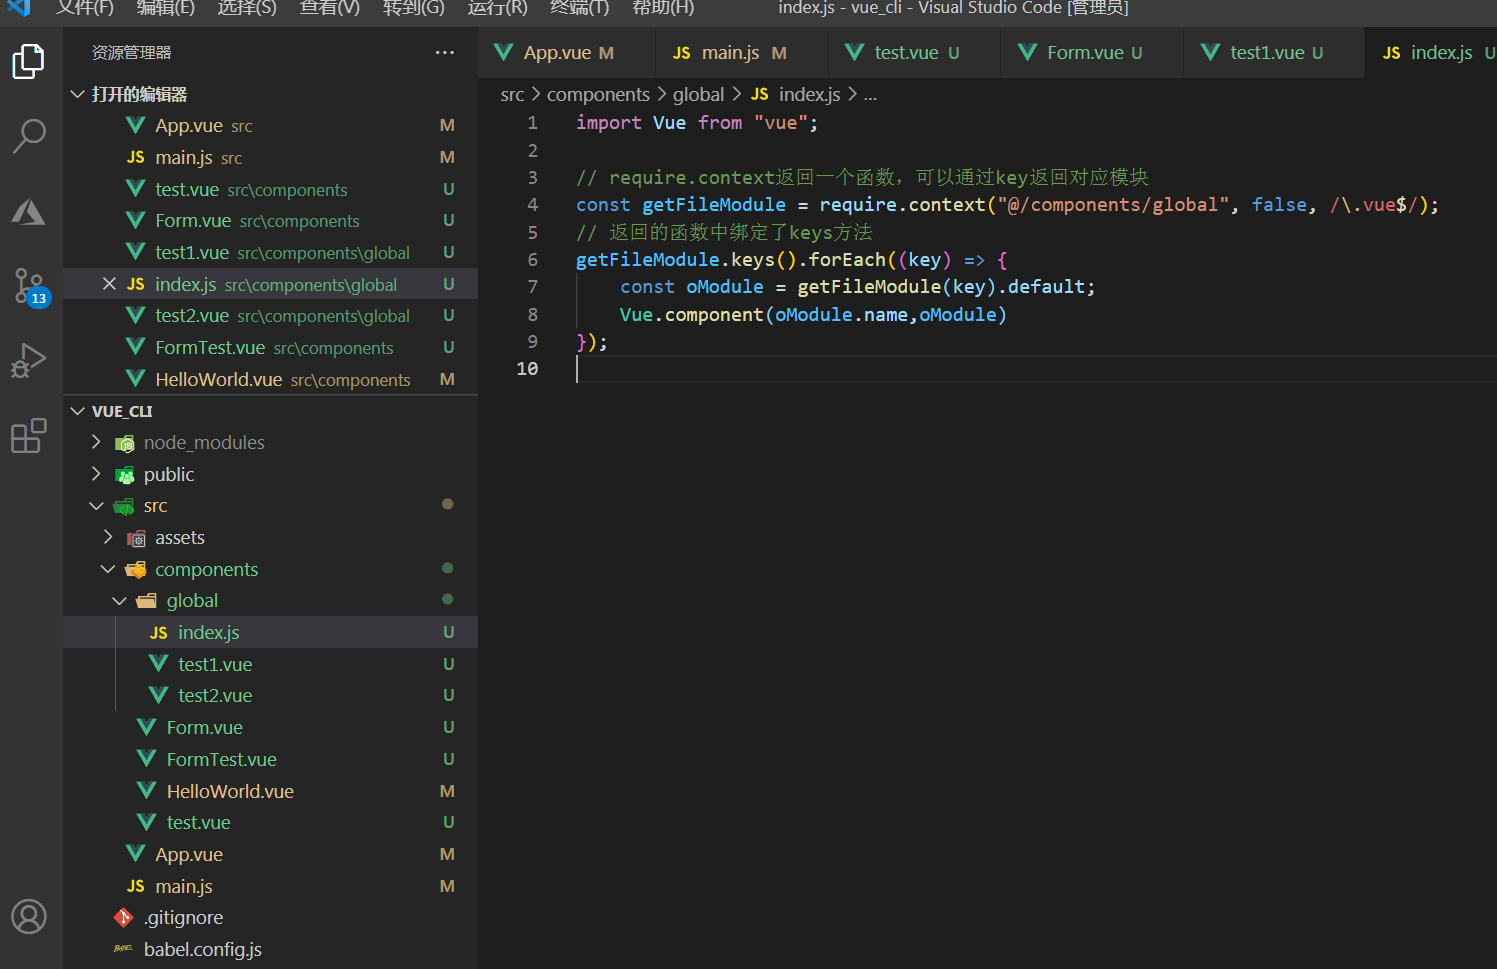 文件(F) 编辑(E) 选择(S) 查看(V) 转到(G) 运行(R) 终端(T) 帮助(H) index.js - vue_cli - Visual Studio Code [管理员]
资源管理器 ···
App.vue M JS main.js M test.vue U Form.vue U test1.vue U JS index.js U
打开的编辑器
App.vue src M
JS main.js src M
test.vue src\components U
Form.vue src\components U
test1.vue src\components\global U
JS index.js src\components\global U
test2.vue src\components\global U
FormTest.vue src\components U
HelloWorld.vue src\components M
13
VUE_CLI
node_modules
public
src
assets
components
global
JS index.js U
test1.vue U
test2.vue U
Form.vue U
FormTest.vue U
HelloWorld.vue M
test.vue U
App.vue M
JS main.js M
.gitignore
BABEL babel.config.js
src > components > global > JS index.js > ...
1 import Vue from "vue";
2
3 // require.context返回一个函数，可以通过key返回对应模块
4 const getFileModule = require.context("@/components/global", false, /\.vue$/);
5 // 返回的函数中绑定了keys方法
6 getFileModule.keys().forEach((key) => {
7 const oModule = getFileModule(key).default;
8 Vue.component(oModule.name,oModule)
9 });
10